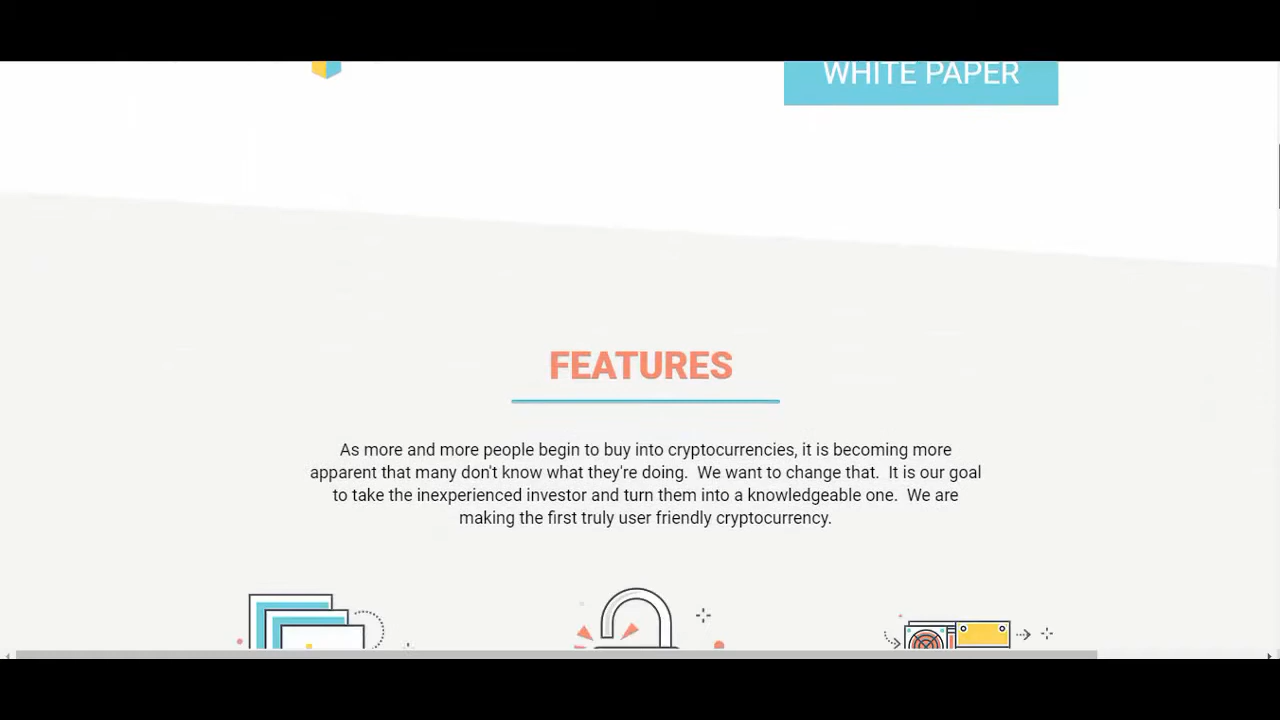 WHITE PAPER
FEATURES
As more and more people begin to buy into cryptocurrencies, it is becoming more
apparent that many don't know what they're doing.  We want to change that.  It is our goal
to take the inexperienced investor and turn them into a knowledgeable one.  We are
making the first truly user friendly cryptocurrency.